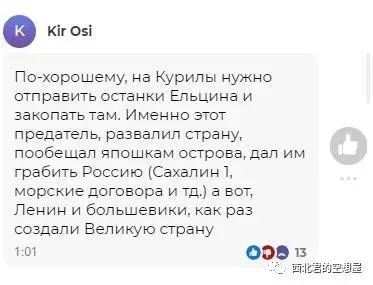 K
Kir Osi
По-хорошему, на Курилы нужно
отправить останки Ельцина и
закопать там. Именно этот
предатель, развалил страну,
пообещал япошкам острова, дал им
грабить Россию (Сахалин 1,
морские договора и тд.) а вот,
Ленин и большевики, как раз
создали Великую страну
1:01
13
西北君的空想屋